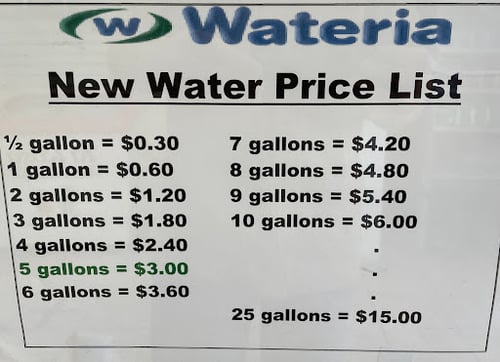 w Wateria
New Water Price List
½ gallon = $0.30
1 gallon = $0.60
2 gallons = $1.20
3 gallons = $1.80
4 gallons = $2.40
5 gallons = $3.00
6 gallons = $3.60
7 gallons = $4.20
8 gallons = $4.80
9 gallons = $5.40
10 gallons = $6.00
.
.
.
25 gallons = $15.00